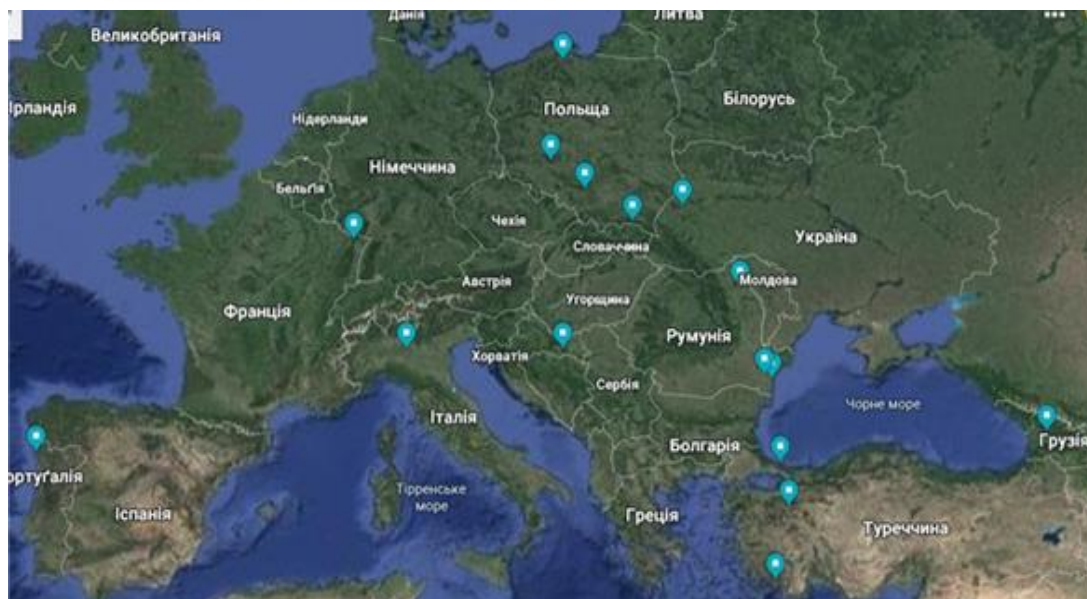 Данія
Литва
Великобританія
Ірландія
Нідерланди
Польща
Білорусь
Німеччина
Бельгія
Чехія
Україна
Словаччина
Австрія
Молдова
Угорщина
Франція
Румунія
Хорватія
Сербія
Чорне море
Італія
Болгарія
Грузія
ортуґалія
Тірренське
море
Іспанія
Греція
Туреччина